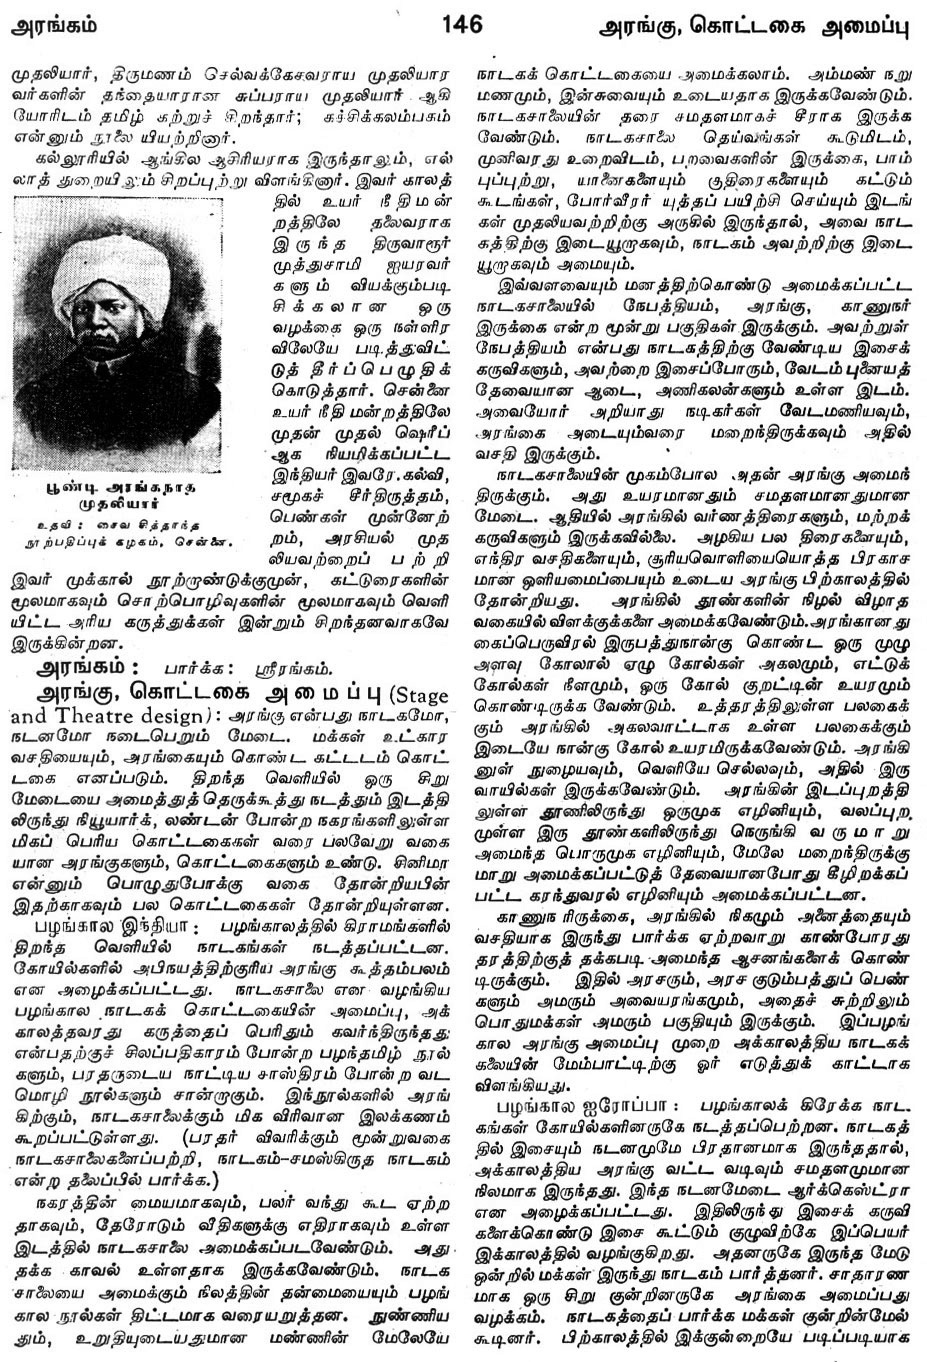 அரங்கம்
146
அரங்கு, கொட்டகை அமைப்பு
முதலியார், திருமணம் செல்வக்கேசவராய முதலியார
வர்களின் தந்தையாரான சுப்பராய முதலியார் ஆகி
யோரிடம் தமிழ் கற்றுச் சிறந்தார்; கச்சிக்கலம்பகம்
என்னும் நூலை யியற்றினார்.
கல்லூரியில் ஆங்கில ஆசிரியராக இருந்தாலும், எல்
லாத் துறையிலும் சிறப்புற்று விளங்கினார். இவர் காலத்
தில் உயர் நீதிமன்
றத்திலே தலைவராக
இருந்த திருவாரூர்
முத்துசாமி ஐயரவர்
களும் வியக்கும்படி
சிக்கலான ஒரு
வழக்கை ஒரு நள்ளிர
விலேயே படித்துவிட்
டுத் தீர்ப்பெழுதிக்
கொடுத்தார். சென்னை
உயர் நீதிமன்றத்திலே
முதன் முதல் ஷெரீப்
ஆக நியமிக்கப்பட்ட
இந்தியர் இவரே. கல்வி,
சமூகச் சீர்திருத்தம்,
பெண்கள் முன்னேற்
றம், அரசியல் முத
லியவற்றைப் பற்றி
பூண்டி அரங்கநாத
முதலியார்
உதவி : சைவ சித்தாந்த
நூற்பதிப்புக் கழகம், சென்னை.
இவர் முக்கால் நூற்றாண்டுக்குமுன், கட்டுரைகளின்
மூலமாகவும் சொற்பொழிவுகளின் மூலமாகவும் வெளி
யிட்ட அரிய கருத்துக்கள் இன்றும் சிறந்தனவாகவே
இருக்கின்றன.
அரங்கம் : பார்க்க : ஸ்ரீரங்கம்.
அரங்கு, கொட்டகை அமைப்பு (Stage
and Theatre design) : அரங்கு என்பது நாடகமோ,
நடனமோ நடைபெறும் மேடை. மக்கள் உட்கார
வசதியையும், அரங்கையும் கொண்ட கட்டடம் கொட்
டகை எனப்படும். திறந்த வெளியில் ஒரு சிறு
மேடையை அமைத்துத் தெருக்கூத்து நடத்தும் இடத்தி
லிருந்து நியூயார்க், லண்டன் போன்ற நகரங்களிலுள்ள
மிகப் பெரிய கொட்டகைகள் வரை பலவேறு வகை
யான அரங்குகளும், கொட்டகைகளும் உண்டு. சினிமா
என்னும் பொழுதுபோக்கு வகை தோன்றியபின்
இதற்காகவும் பல கொட்டகைகள் தோன்றியுள்ளன.
பழங்கால இந்தியா : பழங்காலத்தில் கிராமங்களில்
திறந்த வெளியில் நாடகங்கள் நடத்தப்பட்டன.
கோயில்களில் அபிநயத்திற்குரிய அரங்கு கூத்தம்பலம்
என அழைக்கப்பட்டது. நாடகசாலை என வழங்கிய
பழங்கால நாடகக் கொட்டகையின் அமைப்பு, அக்
காலத்தவரது கருத்தைப் பெரிதும் கவர்ந்திருந்தது
என்பதற்குச் சிலப்பதிகாரம் போன்ற பழந்தமிழ் நூல்
களும், பரதருடைய நாட்டிய சாஸ்திரம் போன்ற வட
மொழி நூல்களும் சான்றாகும். இந்நூல்களில் அரங்
கிற்கும், நாடகசாலைக்கும் மிக விரிவான இலக்கணம்
கூறப்பட்டுள்ளது. (பரதர் விவரிக்கும் மூன்றுவகை
நாடகசாலைகளைப்பற்றி, நாடகம்-சமஸ்கிருத நாடகம்
என்ற தலைப்பில் பார்க்க.)
நகரத்தின் மையமாகவும், பலர் வந்து கூட ஏற்ற
தாகவும், தேரோடும் வீதிகளுக்கு எதிராகவும் உள்ள
இடத்தில் நாடகசாலை அமைக்கப்படவேண்டும். அது
தக்க காவல் உள்ளதாக இருக்கவேண்டும். நாடக
சாலையை அமைக்கும் நிலத்தின் தன்மையையும் பழங்
கால நூல்கள் திட்டமாக வரையறுத்தன. நுண்ணிய
தும், உறுதியுடையதுமான மண்ணின் மேலேயே
நாடகக் கொட்டகையை அமைக்கலாம். அம்மண் நறு
மணமும், இன்சுவையும் உடையதாக இருக்கவேண்டும்.
நாடகசாலையின் தரை சமதளமாகச் சீராக இருக்க
வேண்டும். நாடகசாலை தெய்வங்கள் கூடுமிடம்,
முனிவரது உறைவிடம், பறவைகளின் இருக்கை, பாம்
புப்புற்று, யானைகளையும் குதிரைகளையும் கட்டும்
கூடங்கள், போர்வீரர் யுத்தப் பயிற்சி செய்யும் இடங்
கள் முதலியவற்றிற்கு அருகில் இருந்தால், அவை நாட
கத்திற்கு இடையூறாகவும், நாடகம் அவற்றிற்கு இடை
யூறாகவும் அமையும்.
இவ்வளவையும் மனத்திற்கொண்டு அமைக்கப்பட்ட
நாடகசாலையில் நேபத்தியம், அரங்கு, காணுநர்
இருக்கை என்ற மூன்று பகுதிகள் இருக்கும். அவற்றுள்
நேபத்தியம் என்பது நாடகத்திற்கு வேண்டிய இசைக்
கருவிகளும், அவற்றை இசைப்போரும், வேடம் புனையத்
தேவையான ஆடை, அணிகலன்களும் உள்ள இடம்.
அவையோர் அறியாது நடிகர்கள் வேடமணியவும்,
அரங்கை அடையும்வரை மறைந்திருக்கவும் அதில்
வசதி இருக்கும்.
நாடகசாலையின் முகம்போல அதன் அரங்கு அமைந்
திருக்கும். அது உயரமானதும் சமதளமானதுமான
மேடை. ஆதியில் அரங்கில் வர்ணத்திரைகளும், மற்றக்
கருவிகளும் இருக்கவில்லை. அழகிய பல திரைகளையும்,
எந்திர வசதிகளையும், சூரியவொளியையொத்த பிரகாச
மான ஒளியமைப்பையும் உடைய அரங்கு பிற்காலத்தில்
தோன்றியது. அரங்கில் தூண்களின் நிழல் விழாத
வகையில் விளக்குக்களை அமைக்கவேண்டும். அரங்கானது
கைப்பெருவிரல் இருபத்துநான்கு கொண்ட ஒரு முழு
அளவு கோலால் ஏழு கோல்கள் அகலமும், எட்டுக்
கோல்கள் நீளமும், ஒரு கோல் குறட்டின் உயரமும்
கொண்டிருக்க வேண்டும். உத்தரத்திலுள்ள பலகைக்
கும் அரங்கில் அகலவாட்டாக உள்ள பலகைக்கும்
இடையே நான்கு கோல் உயரமிருக்கவேண்டும். அரங்கி
னுள் நுழையவும், வெளியே செல்லவும், அதில் இரு
வாயில்கள் இருக்கவேண்டும். அரங்கின் இடப்புறத்தி
லுள்ள தூணிலிருந்து ஒருமுக எழினியும், வலப்புற
முள்ள இரு தூண்களிலிருந்து நெருங்கி வருமாறு
அமைந்த பொருமுக எழினியும், மேலே மறைந்திருக்கு
மாறு அமைக்கப்பட்டுத் தேவையானபோது கீழிறக்கப்
பட்ட கரந்துவரல் எழினியும் அமைக்கப்பட்டன.
காணுந ரிருக்கை, அரங்கில் நிகழும் அனைத்தையும்
வசதியாக இருந்து பார்க்க ஏற்றவாறு காண்போரது
தரத்திற்குத் தக்கபடி அமைந்த ஆசனங்களைக் கொண்
டிருக்கும். இதில் அரசரும், அரச குடும்பத்துப் பெண்
களும் அமரும் அவையரங்கமும், அதைச் சுற்றிலும்
பொதுமக்கள் அமரும் பகுதியும் இருக்கும். இப்பழங்
கால அரங்கு அமைப்பு முறை அக்காலத்திய நாடகக்
கலையின் மேம்பாட்டிற்கு ஓர் எடுத்துக் காட்டாக
விளங்கியது.
பழங்கால ஐரோப்பா : பழங்காலக் கிரேக்க நாட
கங்கள் கோயில்களினருகே நடத்தப்பெற்றன. நாடகத்
தில் இசையும் நடனமுமே பிரதானமாக இருந்ததால்,
அக்காலத்திய அரங்கு வட்ட வடிவும் சமதளமுமான
நிலமாக இருந்தது. இந்த நடனமேடை ஆர்க்கெஸ்ட்ரா
என அழைக்கப்பட்டது. இதிலிருந்து இசைக் கருவி
களைக்கொண்டு இசை கூட்டும் குழுவிற்கே இப்பெயர்
இக்காலத்தில் வழங்குகிறது. அதனருகே இருந்த மேடு
ஒன்றில் மக்கள் இருந்து நாடகம் பார்த்தனர். சாதாரண
மாக ஒரு சிறு குன்றினருகே அரங்கை அமைப்பது
வழக்கம். நாடகத்தைப் பார்க்க மக்கள் குன்றின்மேல்
கூடினர். பிற்காலத்தில் இக்குன்றையே படிப்படியாக